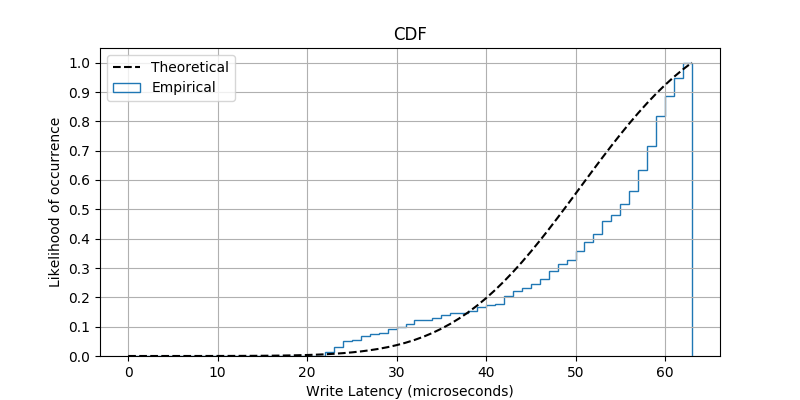 CDF
Theoretical
Empirical
Likelihood of occurrence
1.0
0.9
0.8
0.7
0.6
0.5
0.4
0.3
0.2
0.1
0.0
0 10 20 30 40 50 60
Write Latency (microseconds)